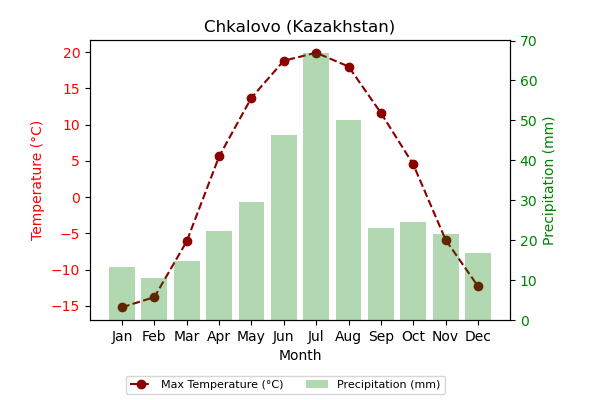 Chkalovo (Kazakhstan)
Temperature (°C)
20
15
10
5
0
−5
−10
−15
70
60
50
40
30
20
10
0
Precipitation (mm)
Jan Feb Mar Apr May Jun Jul Aug Sep Oct Nov Dec
Month
Max Temperature (°C) Precipitation (mm)